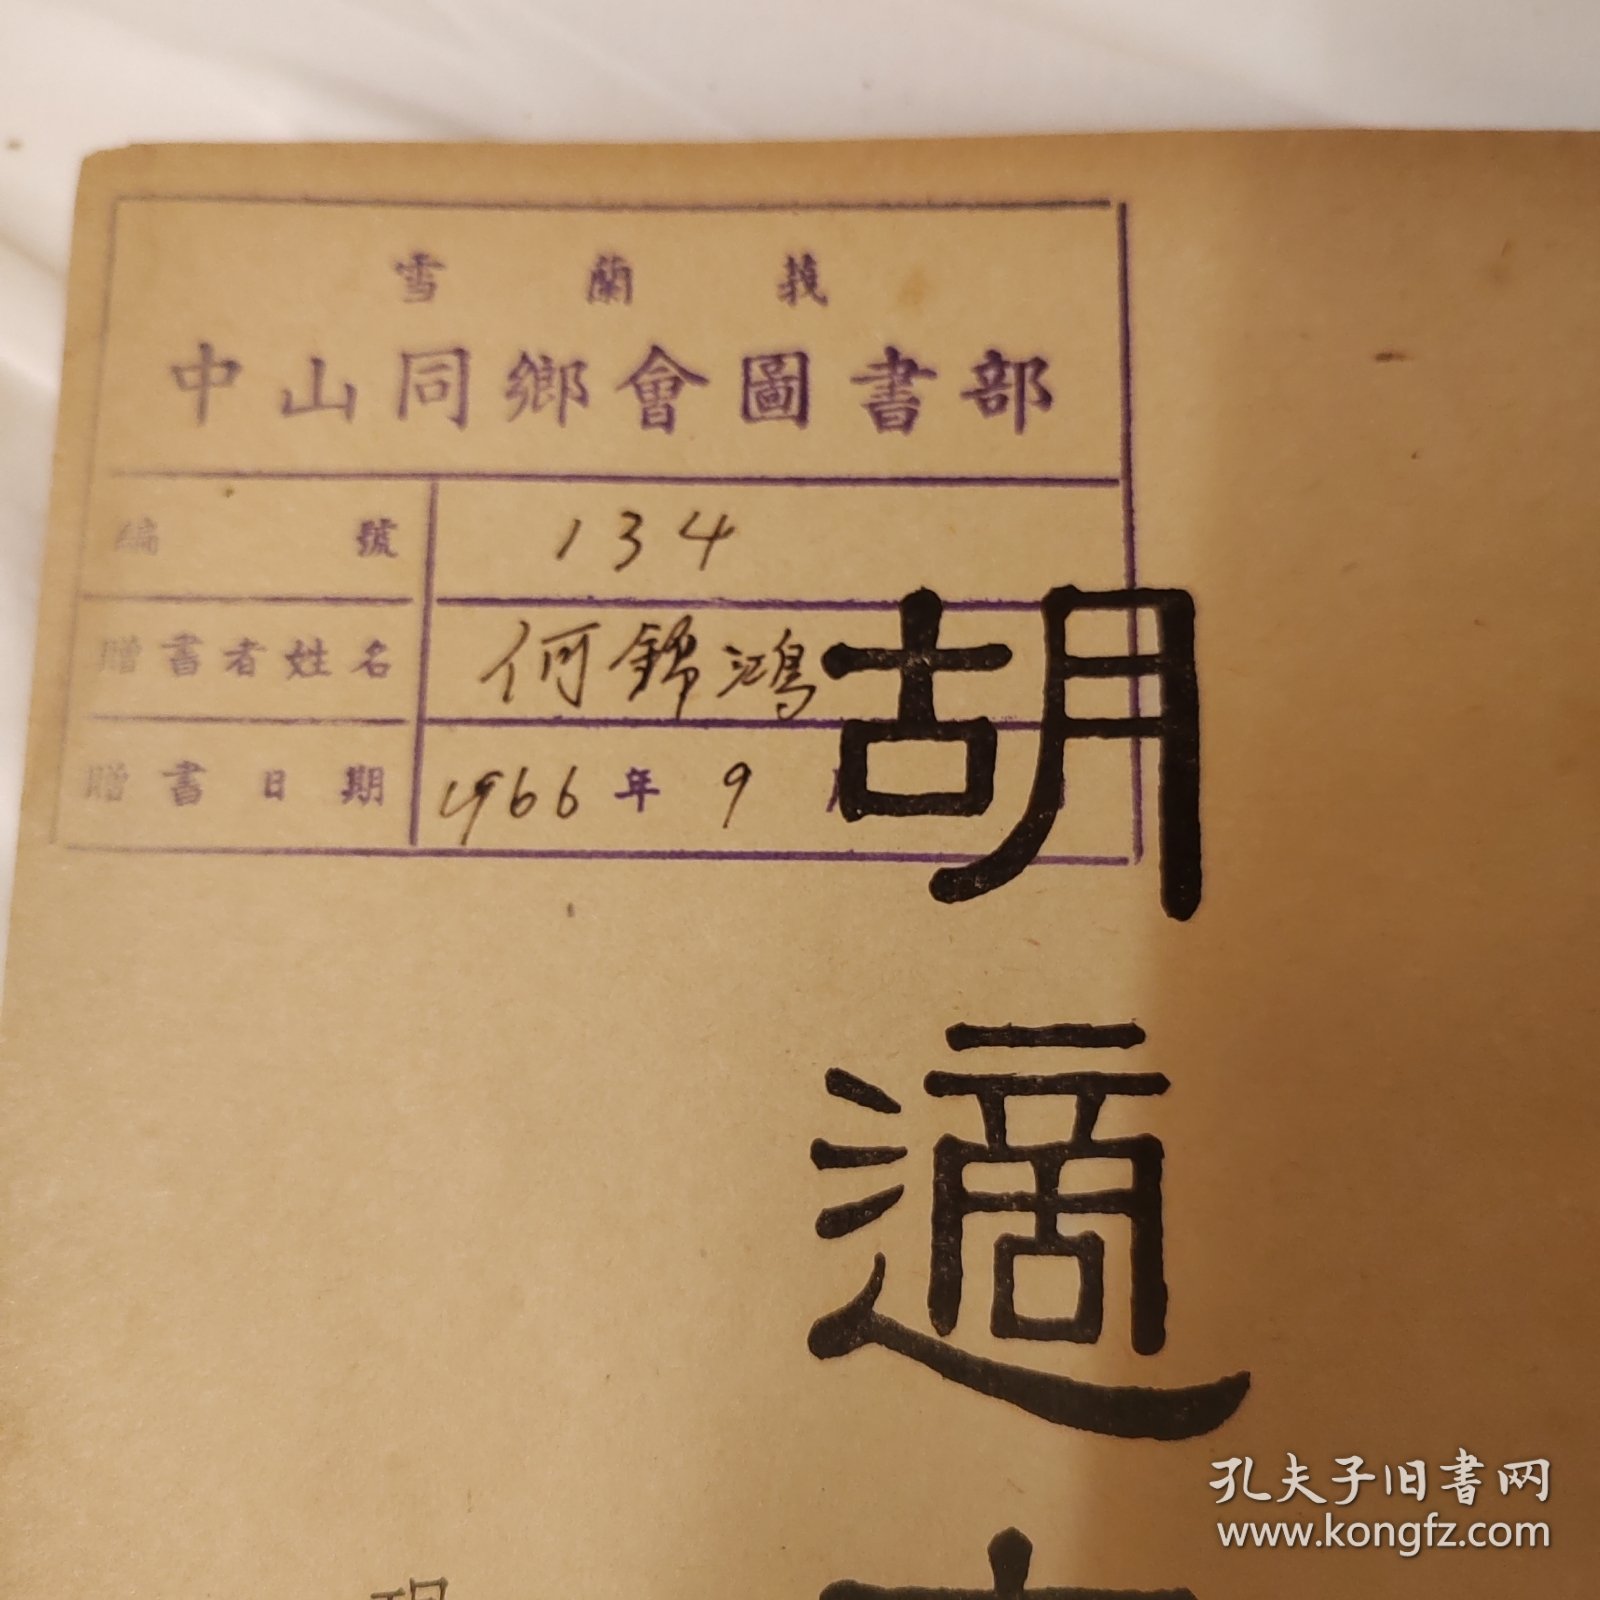 雪蘭莪
中山同鄉會圖書部
編號 134
贈書者姓名 何錦鴻
贈書日期 1966年9
胡適
孔夫子旧书网
www.kongfz.com